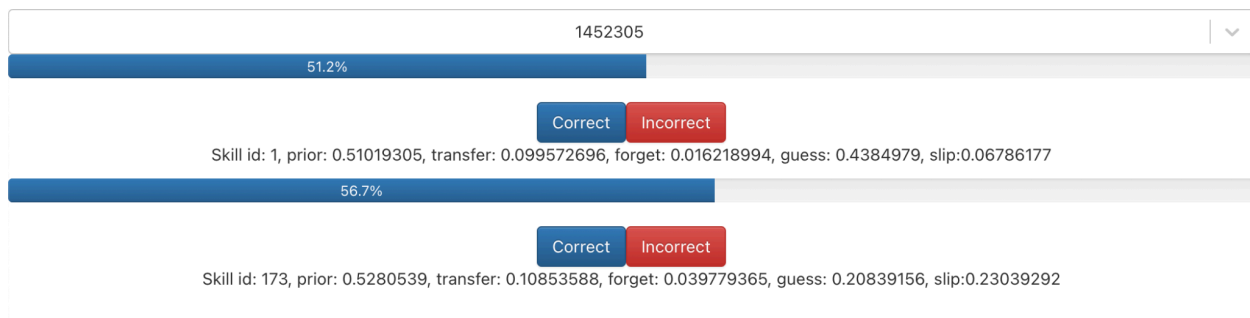 1452305
51.2%
Correct Incorrect
Skill id: 1, prior: 0.51019305, transfer: 0.099572696, forget: 0.016218994, guess: 0.4384979, slip:0.06786177
56.7%
Correct Incorrect
Skill id: 173, prior: 0.5280539, transfer: 0.10853588, forget: 0.039779365, guess: 0.20839156, slip:0.23039292